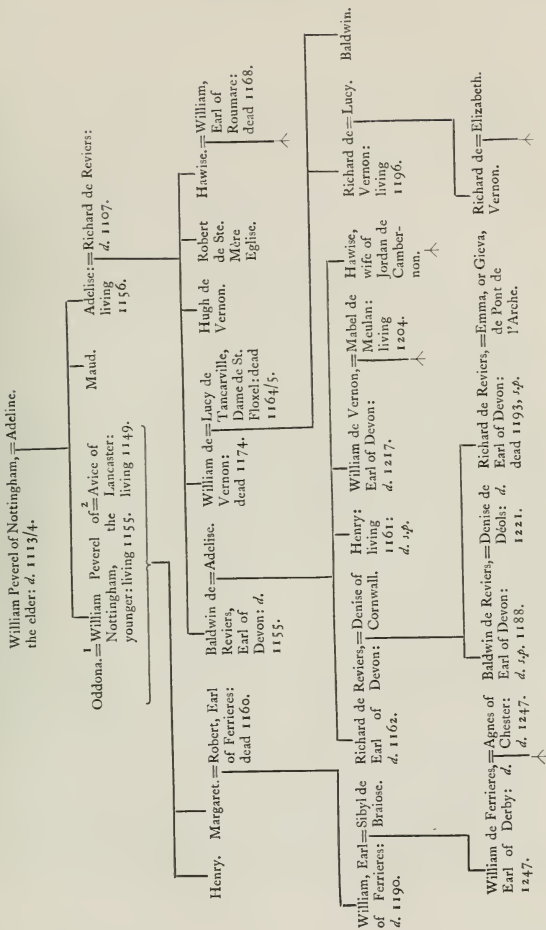 William Peverel of Nottingham, = Adeline.
the elder: d. 1113/4.
Oddona. =¹ William Peverel of =² Avice of
Nottingham, the
younger: living 1155.
Lancaster:
living 1149.
Maud.
Adelise: = Richard de Reviers:
living
1156.
d. 1107.
Henry.
Margaret. = Robert, Earl
of Ferrieres:
dead 1160.
Baldwin de = Adelise.
Reviers,
Earl of
Devon: d.
1155.
William de = Lucy de
Vernon:
dead 1174.
Tancarville,
Dame de St.
Floxel: dead
1164/5.
Hugh de
Vernon.
Robert
de Ste.
Mère
Eglise.
Hawise. = William,
Earl of
Roumare:
dead 1168.
William, Earl = Sibyl de
of Ferrieres:
d. 1190.
Braiose.
Richard de Reviers, = Denise of
Earl of Devon:
d. 1162.
Cornwall.
Henry:
living
1161:
d. s.p.
William de Vernon, = Mabel de
Earl of Devon:
d. 1217.
Meulan:
living
1204.
Hawise,
wife of
Jordan de
Camber-
non.
Richard de = Lucy.
Vernon:
living
1196.
Baldwin.
William de Ferrieres, = Agnes of
Earl of Derby: d.
1247.
Chester:
d. 1247.
Baldwin de Reviers, = Denise de
Earl of Devon:
d. s.p. 1188.
Déols: d.
1221.
Richard de Reviers, = Emma, or Gieva,
Earl of Devon:
dead 1193, s.p.
de Pont de
l'Arche.
Richard de = Elizabeth.
Vernon.